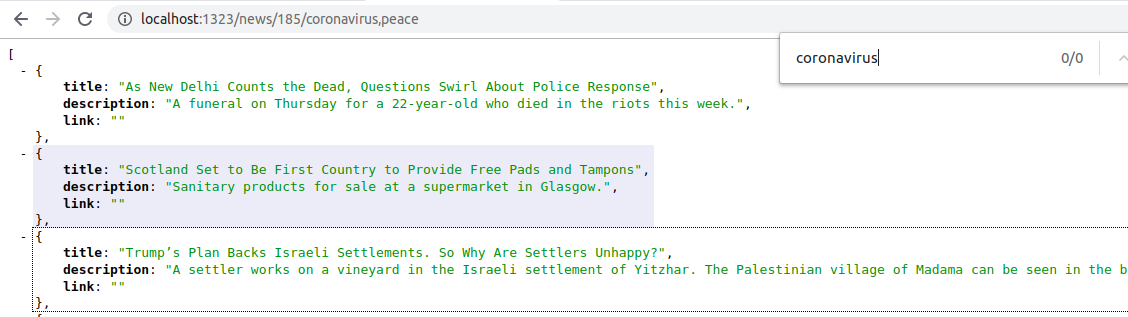 localhost:1323/news/185/coronavirus,peace
coronavirus 0/0
[
- {
title: "As New Delhi Counts the Dead, Questions Swirl About Police Response",
description: "A funeral on Thursday for a 22-year-old who died in the riots this week.",
link: ""
},
- {
title: "Scotland Set to Be First Country to Provide Free Pads and Tampons",
description: "Sanitary products for sale at a supermarket in Glasgow.",
link: ""
},
- {
title: "Trump’s Plan Backs Israeli Settlements. So Why Are Settlers Unhappy?",
description: "A settler works on a vineyard in the Israeli settlement of Yitzhar. The Palestinian village of Madama can be seen in the b
link: ""
},